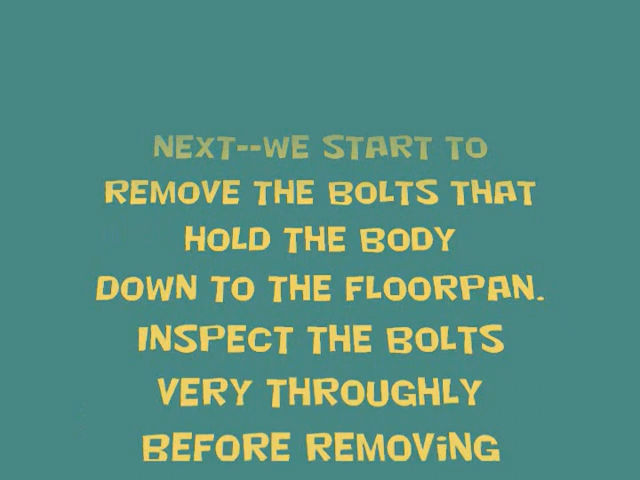 NEXT--WE START TO
REMOVE THE BOLTS THAT
HOLD THE BODY
DOWN TO THE FLOORPAN.
INSPECT THE BOLTS
VERY THROUGHLY
BEFORE REMOVING